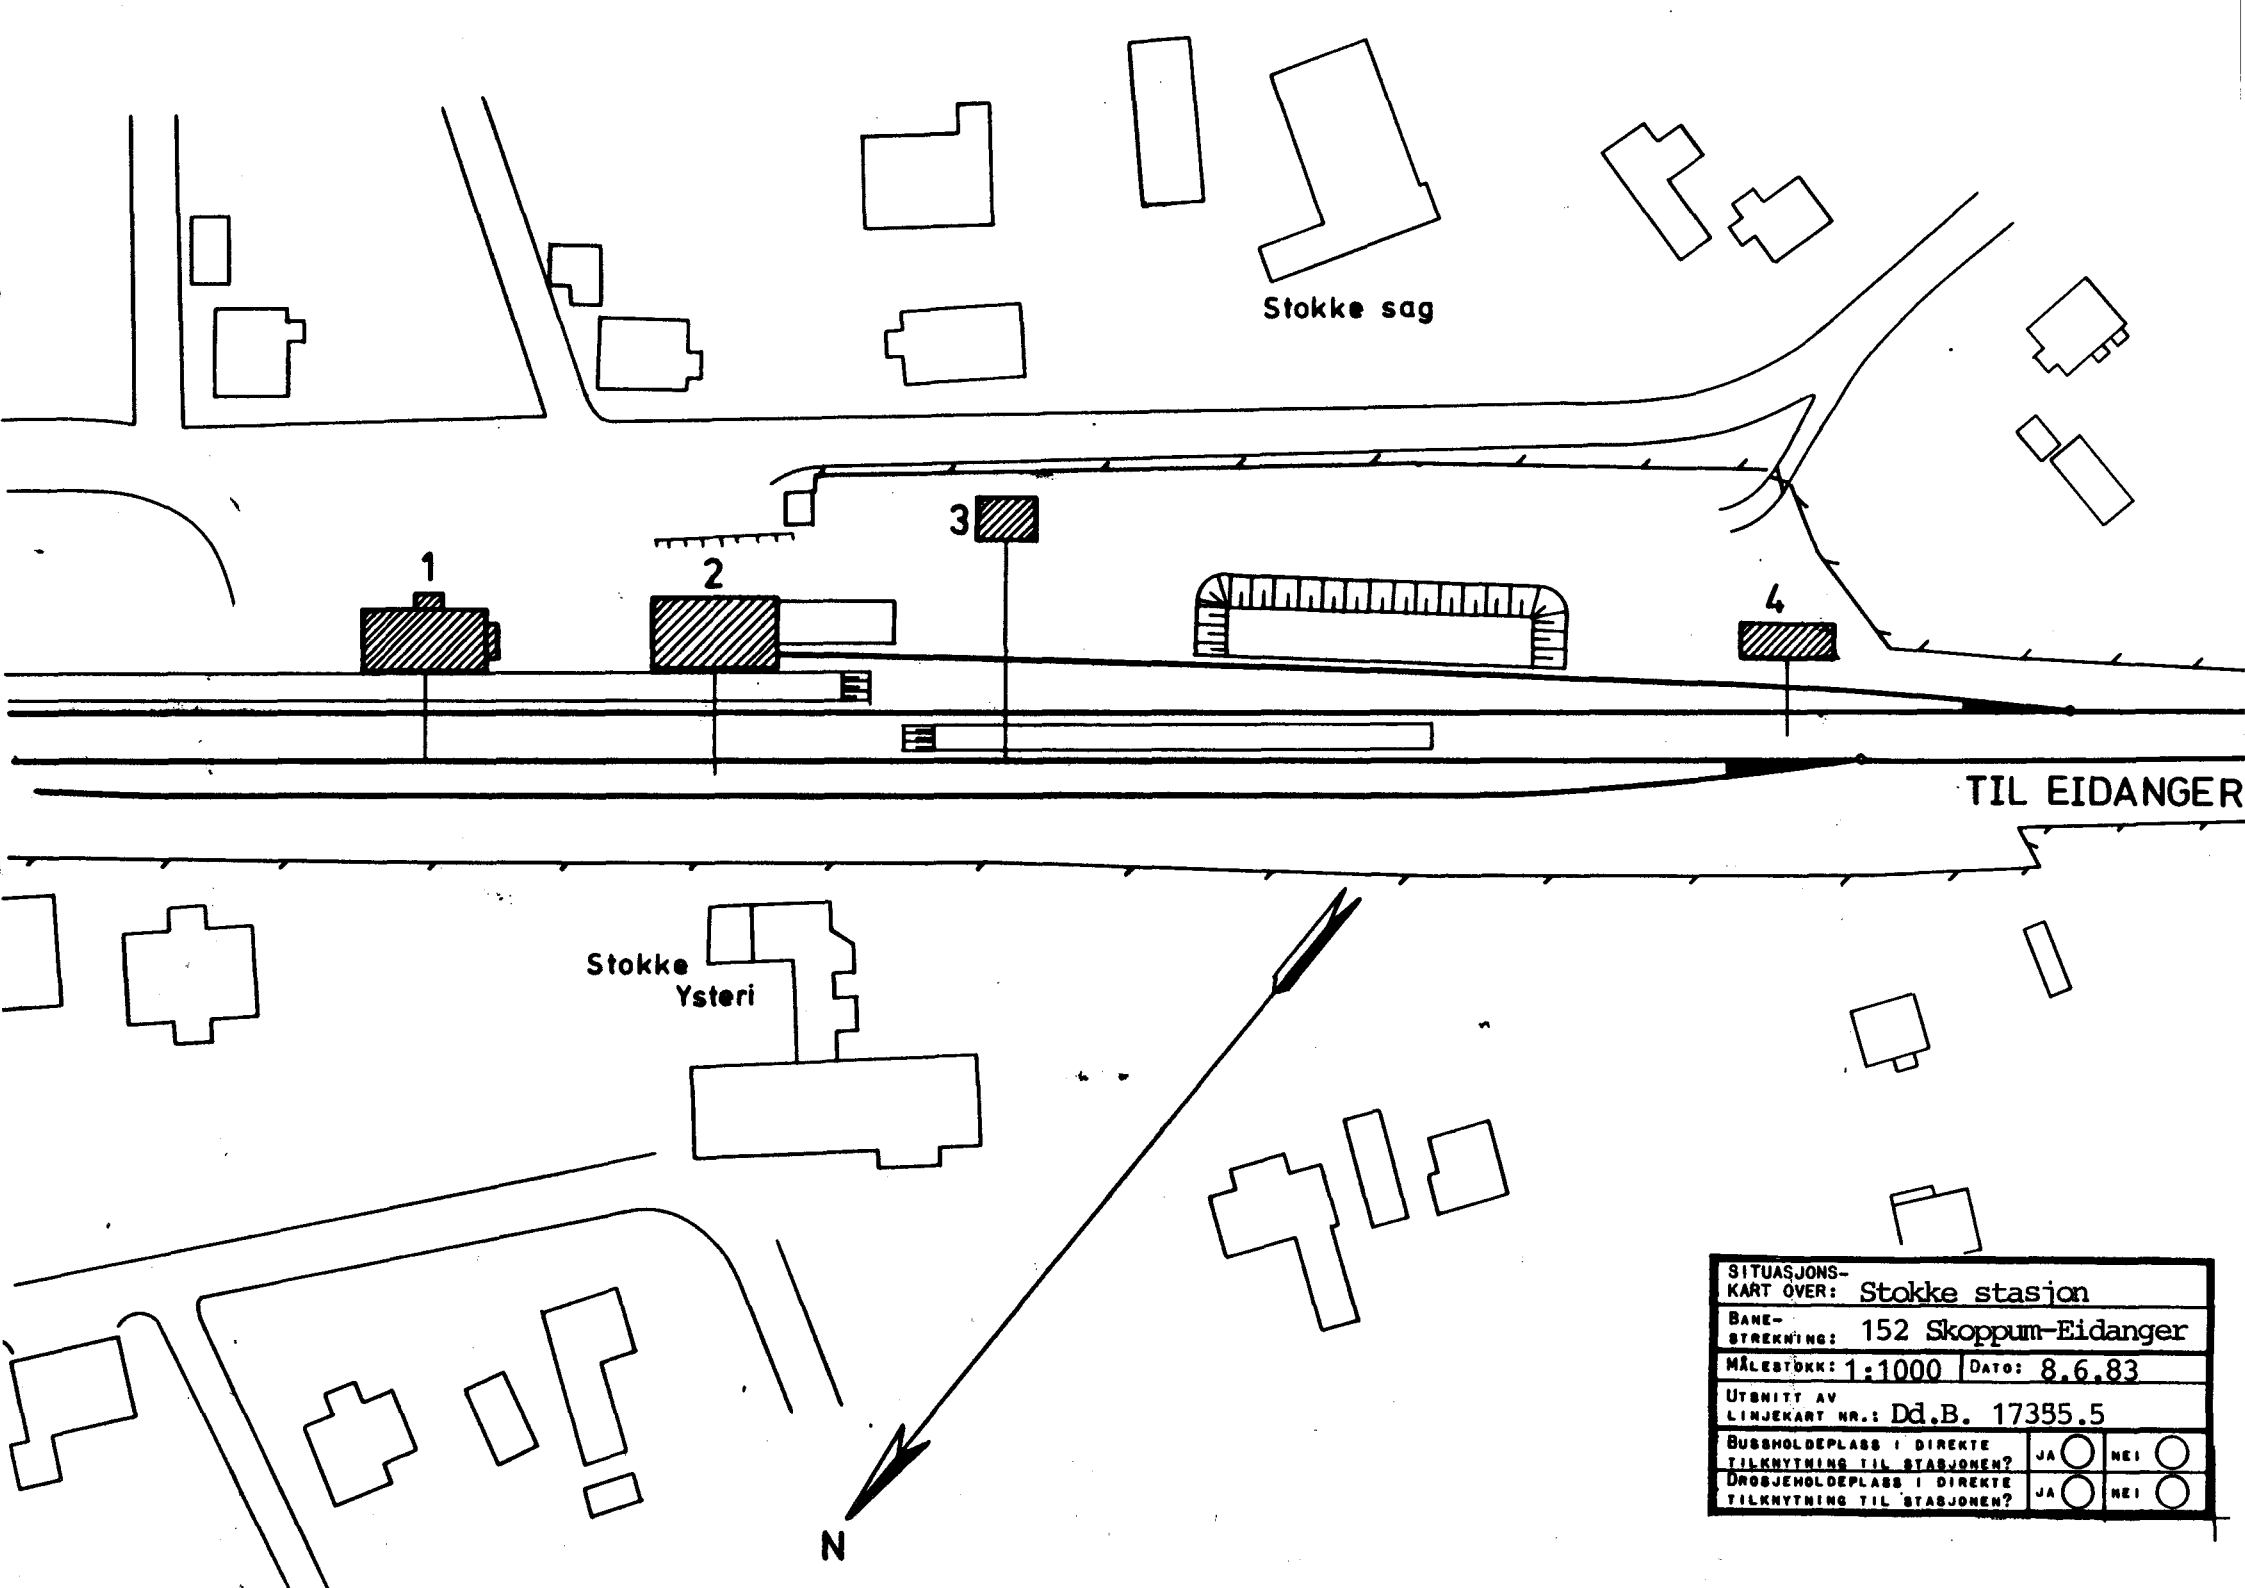 Stokke sag
3
1
2
4
TIL EIDANGER
Stokke
Ysteri
N
SITUASJONS-
KART OVER: Stokke stasjon
BANE-
STREKNING: 152 Skoppum-Eidanger
MÅLESTOKK: 1:1000 DATO: 8.6.83
UTSNITT AV
LINJEKART NR.: Dd.B. 17355.5
BUSSHOLDEPLASS I DIREKTE
TILKNYTNING TIL STASJONEN? JA NEI
DROSJEHOLDEPLASS I DIREKTE
TILKNYTNING TIL STASJONEN? JA NEI